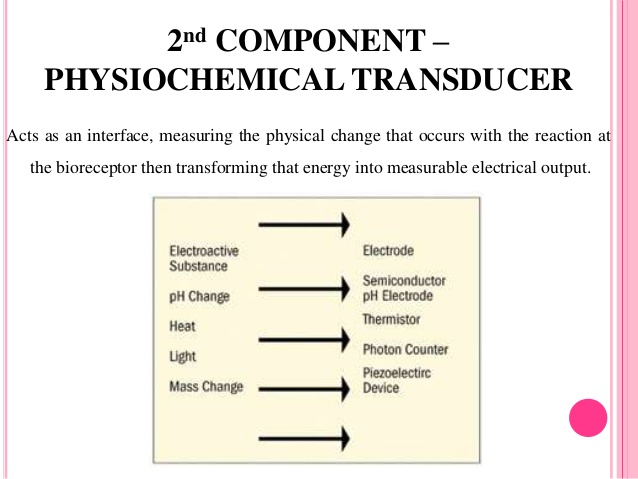 2nd COMPONENT –
PHYSIOCHEMICAL TRANSDUCER
Acts as an interface, measuring the physical change that occurs with the reaction at
the bioreceptor then transforming that energy into measurable electrical output.
Electroactive
Substance
pH Change
Heat
Light
Mass Change
Electrode
Semiconductor
pH Electrode
Thermistor
Photon Counter
Piezoelectirc
Device